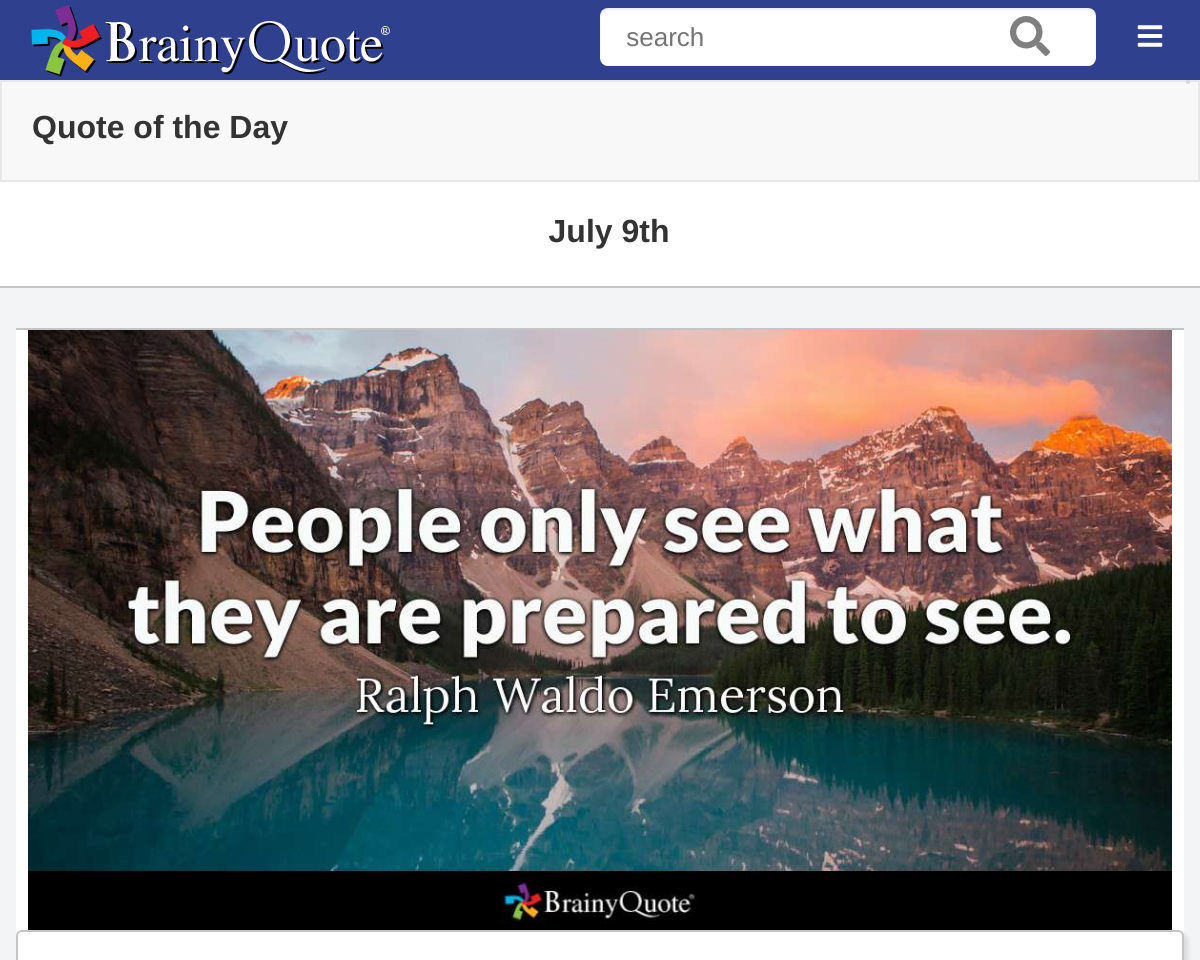 BrainyQuote®
search
Quote of the Day
July 9th
People only see what
they are prepared to see.
Ralph Waldo Emerson
BrainyQuote®